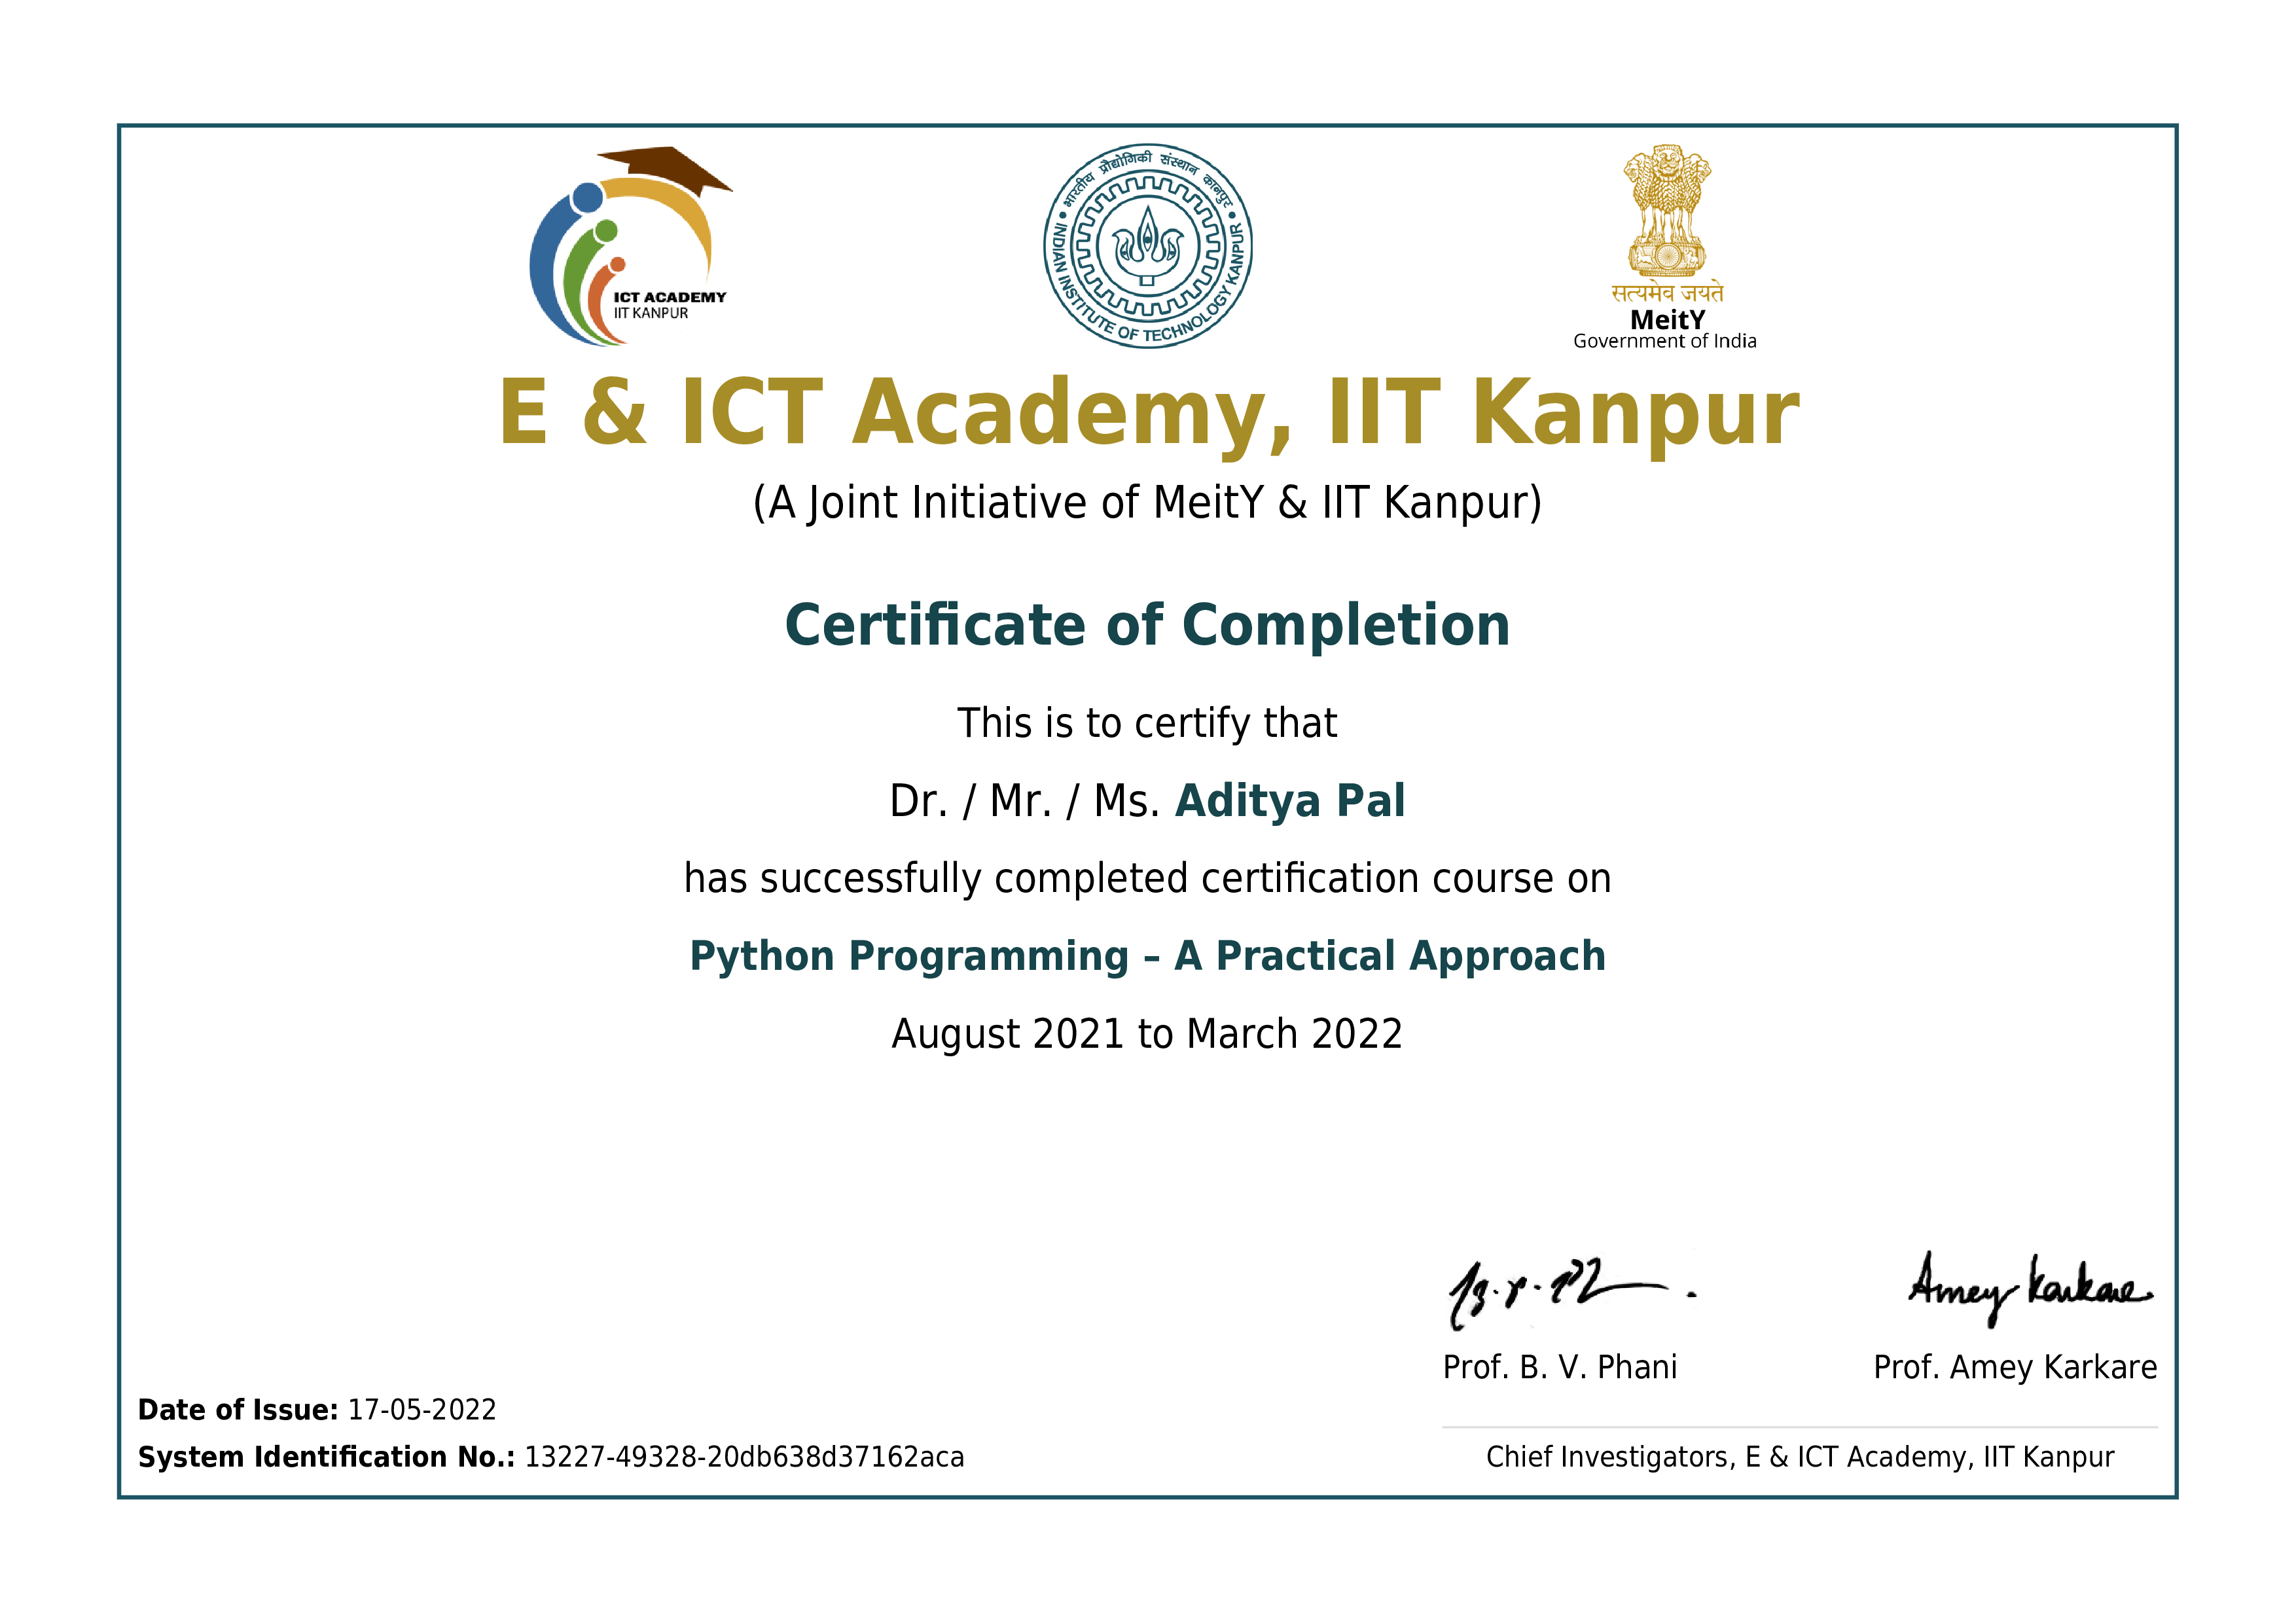 ICT ACADEMY
IIT KANPUR
भारतीय प्रौद्योगिकी संस्थान कानपुर
INDIAN INSTITUTE OF TECHNOLOGY KANPUR
सत्यमेव जयते
MeitY
Government of India
E & ICT Academy, IIT Kanpur
(A Joint Initiative of MeitY & IIT Kanpur)
Certificate of Completion
This is to certify that
Dr. / Mr. / Ms. Aditya Pal
has successfully completed certification course on
Python Programming – A Practical Approach
August 2021 to March 2022
Amey Karkare
Prof. B. V. Phani
Prof. Amey Karkare
Date of Issue: 17-05-2022
System Identification No.: 13227-49328-20db638d37162aca
Chief Investigators, E & ICT Academy, IIT Kanpur